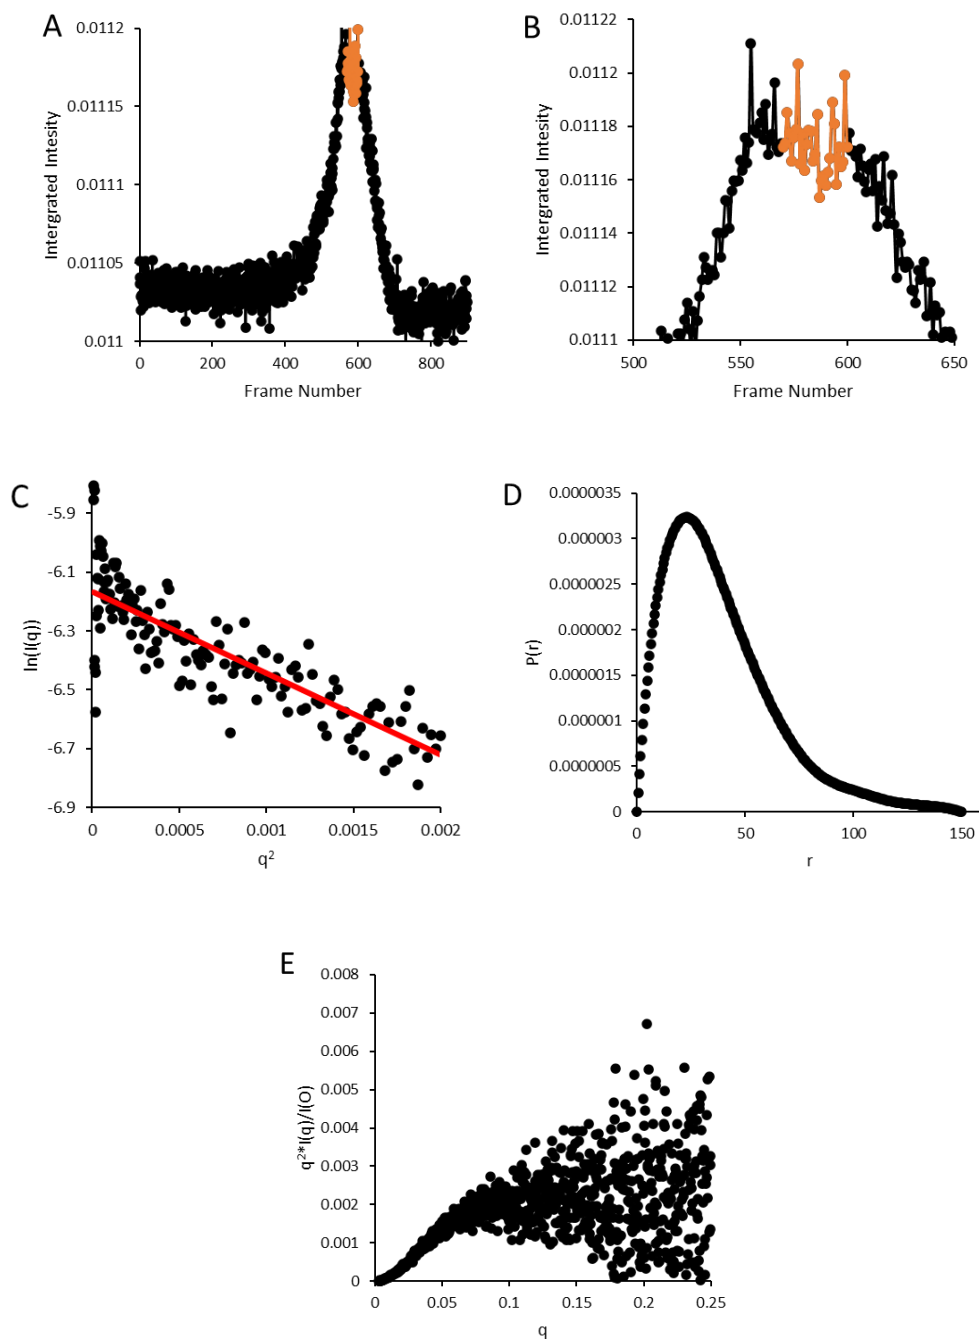 A
0.0112
0.01115
0.0111
0.01105
0.011
Intergrated Intesity
0 200 400 600 800
Frame Number
B
0.01122
0.0112
0.01118
0.01116
0.01114
0.01112
0.0111
Intergrated Intesity
500 550 600 650
Frame Number
C
-5.9
-6.1
-6.3
-6.5
-6.7
-6.9
ln(I(q))
0 0.0005 0.001 0.0015 0.002
q²
D
0.0000035
0.000003
0.0000025
0.000002
0.0000015
0.000001
0.0000005
0
P(r)
0 50 100 150
r
E
0.008
0.007
0.006
0.005
0.004
0.003
0.002
0.001
0
q²*I(q)/I(O)
0 0.05 0.1 0.15 0.2 0.25
q